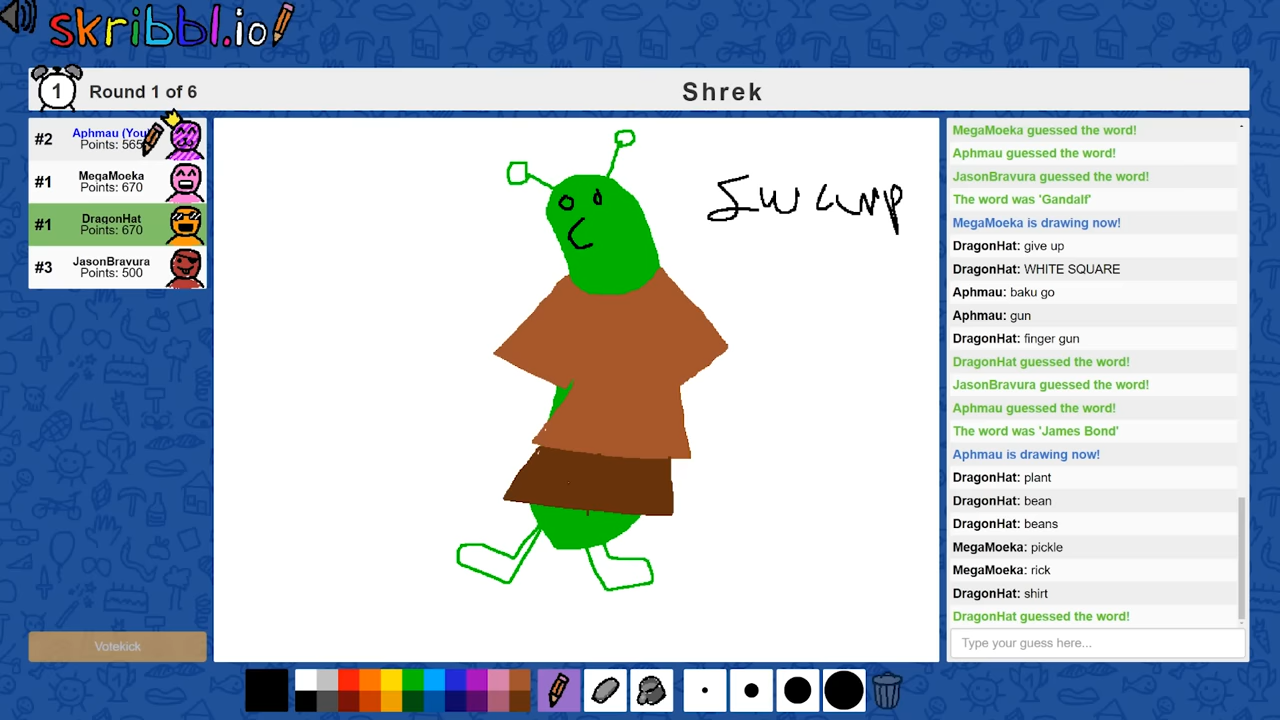 skribbl.io
1
Round 1 of 6
Shrek
#2
Aphmau (You)
Points: 565
#1
MegaMoeka
Points: 670
#1
DragonHat
Points: 670
#3
JasonBravura
Points: 500
Votekick
Swamp
MegaMoeka guessed the word!
Aphmau guessed the word!
JasonBravura guessed the word!
The word was 'Gandalf'
MegaMoeka is drawing now!
DragonHat: give up
DragonHat: WHITE SQUARE
Aphmau: baku go
Aphmau: gun
DragonHat: finger gun
DragonHat guessed the word!
JasonBravura guessed the word!
Aphmau guessed the word!
The word was 'James Bond'
Aphmau is drawing now!
DragonHat: plant
DragonHat: bean
DragonHat: beans
MegaMoeka: pickle
MegaMoeka: rick
DragonHat: shirt
DragonHat guessed the word!
Type your guess here...